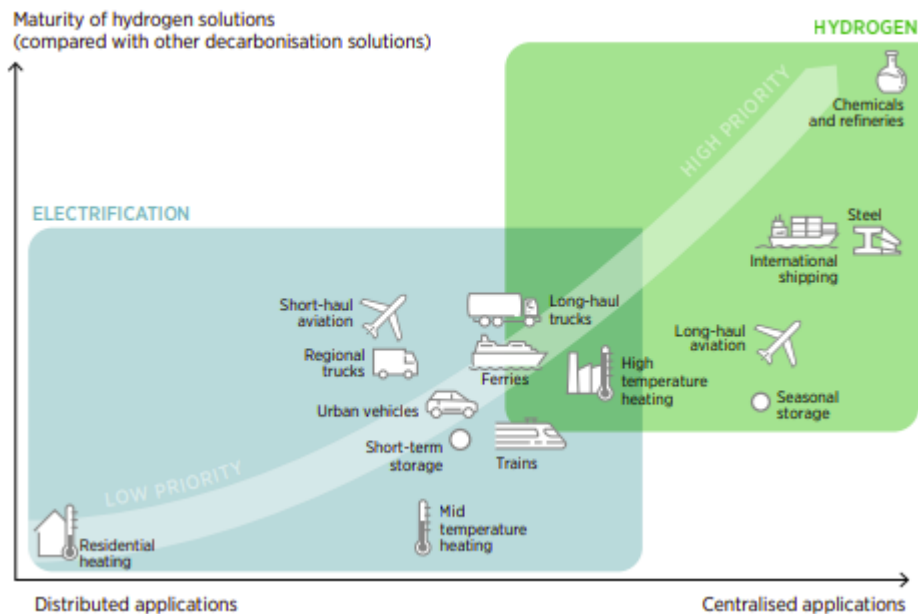 Maturity of hydrogen solutions
(compared with other decarbonisation solutions)
HYDROGEN
Chemicals
and refineries
HIGH PRIORITY
ELECTRIFICATION
Steel
International
shipping
Short-haul
aviation
Long-haul
trucks
Long-haul
aviation
Regional
trucks
Ferries
High
temperature
heating
Seasonal
storage
Urban vehicles
Short-term
storage
Trains
LOW PRIORITY
Mid
temperature
heating
Residential
heating
Distributed applications
Centralised applications